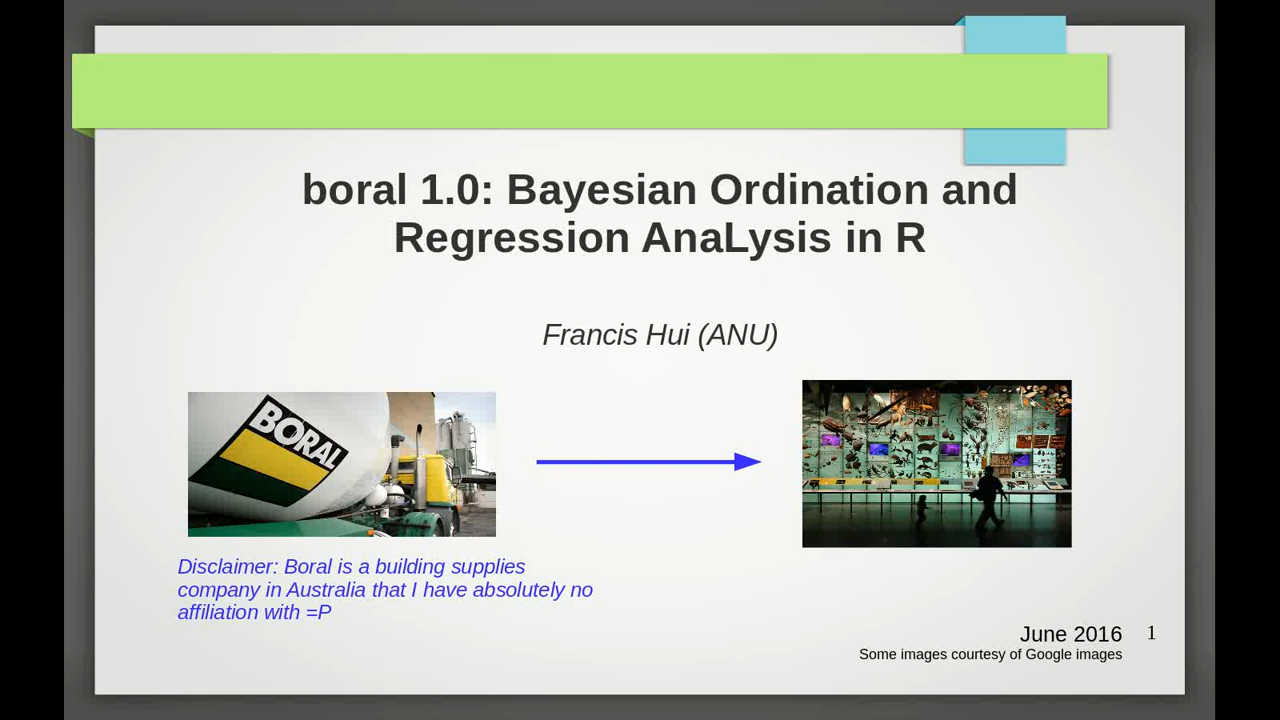 boral 1.0: Bayesian Ordination and
Regression AnaLysis in R
Francis Hui (ANU)
BORAL
Disclaimer: Boral is a building supplies
company in Australia that I have absolutely no
affiliation with =P
June 2016 1
Some images courtesy of Google images